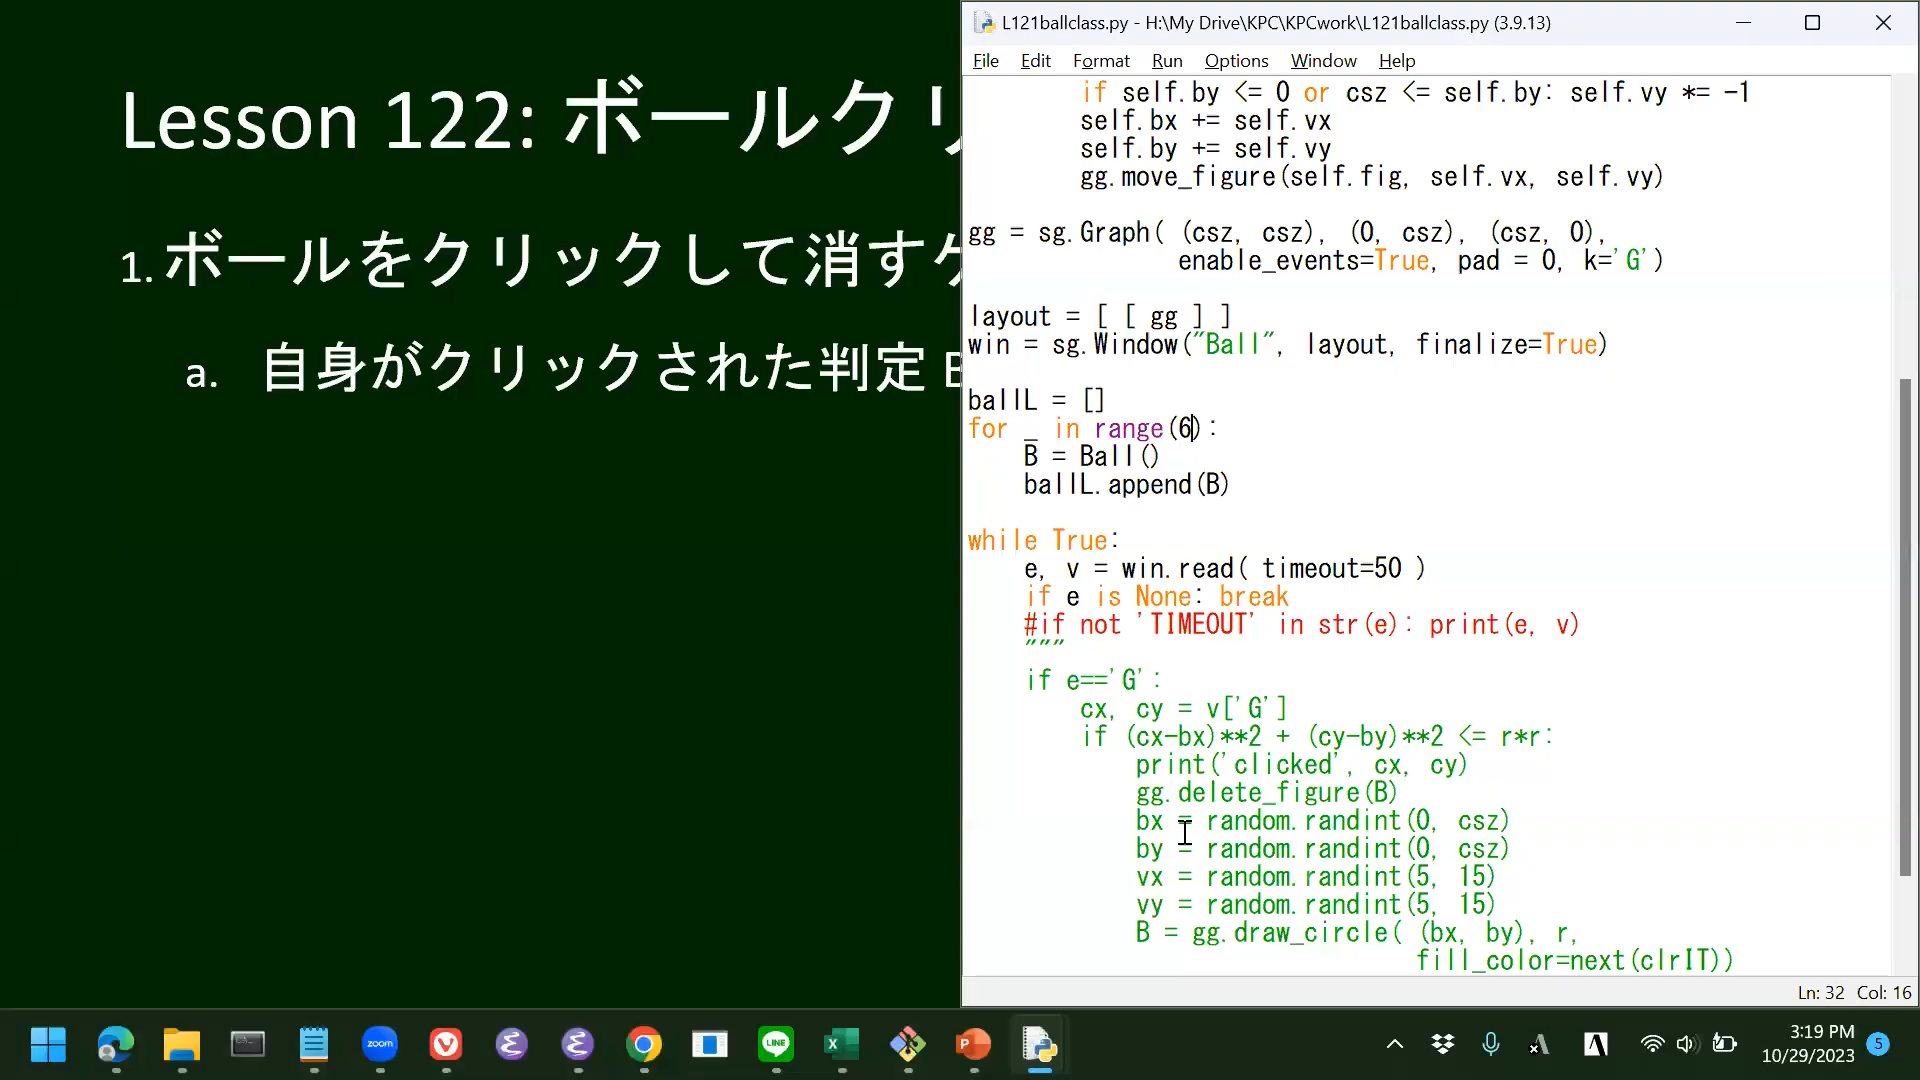 Lesson 122: ボールクリ
1. ボールをクリックして消すゲ
a. 自身がクリックされた判定
L121ballclass.py - H:\My Drive\KPC\KPCwork\L121ballclass.py (3.9.13)
File Edit Format Run Options Window Help
if self.by <= 0 or csz <= self.by: self.vy *= -1
self.bx += self.vx
self.by += self.vy
gg.move_figure(self.fig, self.vx, self.vy)
gg = sg.Graph( (csz, csz), (0, csz), (csz, 0),
enable_events=True, pad = 0, k='G')
layout = [ [ gg ] ]
win = sg.Window("Ball", layout, finalize=True)
ballL = []
for _ in range(6):
B = Ball()
ballL.append(B)
while True:
e, v = win.read( timeout=50 )
if e is None: break
#if not 'TIMEOUT' in str(e): print(e, v)
"""
if e=='G':
cx, cy = v['G']
if (cx-bx)**2 + (cy-by)**2 <= r*r:
print('clicked', cx, cy)
gg.delete_figure(B)
bx = random.randint(0, csz)
by = random.randint(0, csz)
vx = random.randint(5, 15)
vy = random.randint(5, 15)
B = gg.draw_circle( (bx, by), r,
fill_color=next(clrIT))
Ln: 32 Col: 16
zoom
LINE
3:19 PM
10/29/2023
5